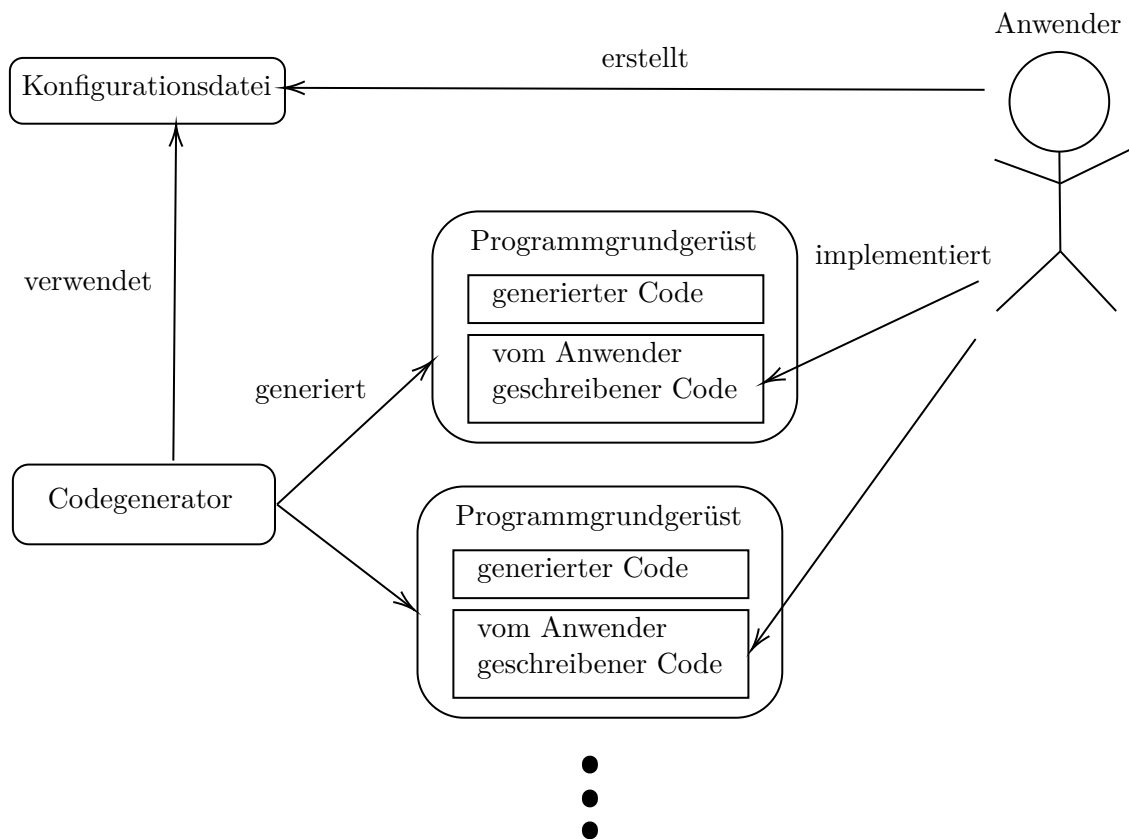 Anwender
erstellt
Konfigurationsdatei
Programmgrundgerüst
implementiert
verwendet
generierter Code
vom Anwender
geschreibener Code
generiert
Codegenerator
Programmgrundgerüst
generierter Code
vom Anwender
geschreibener Code